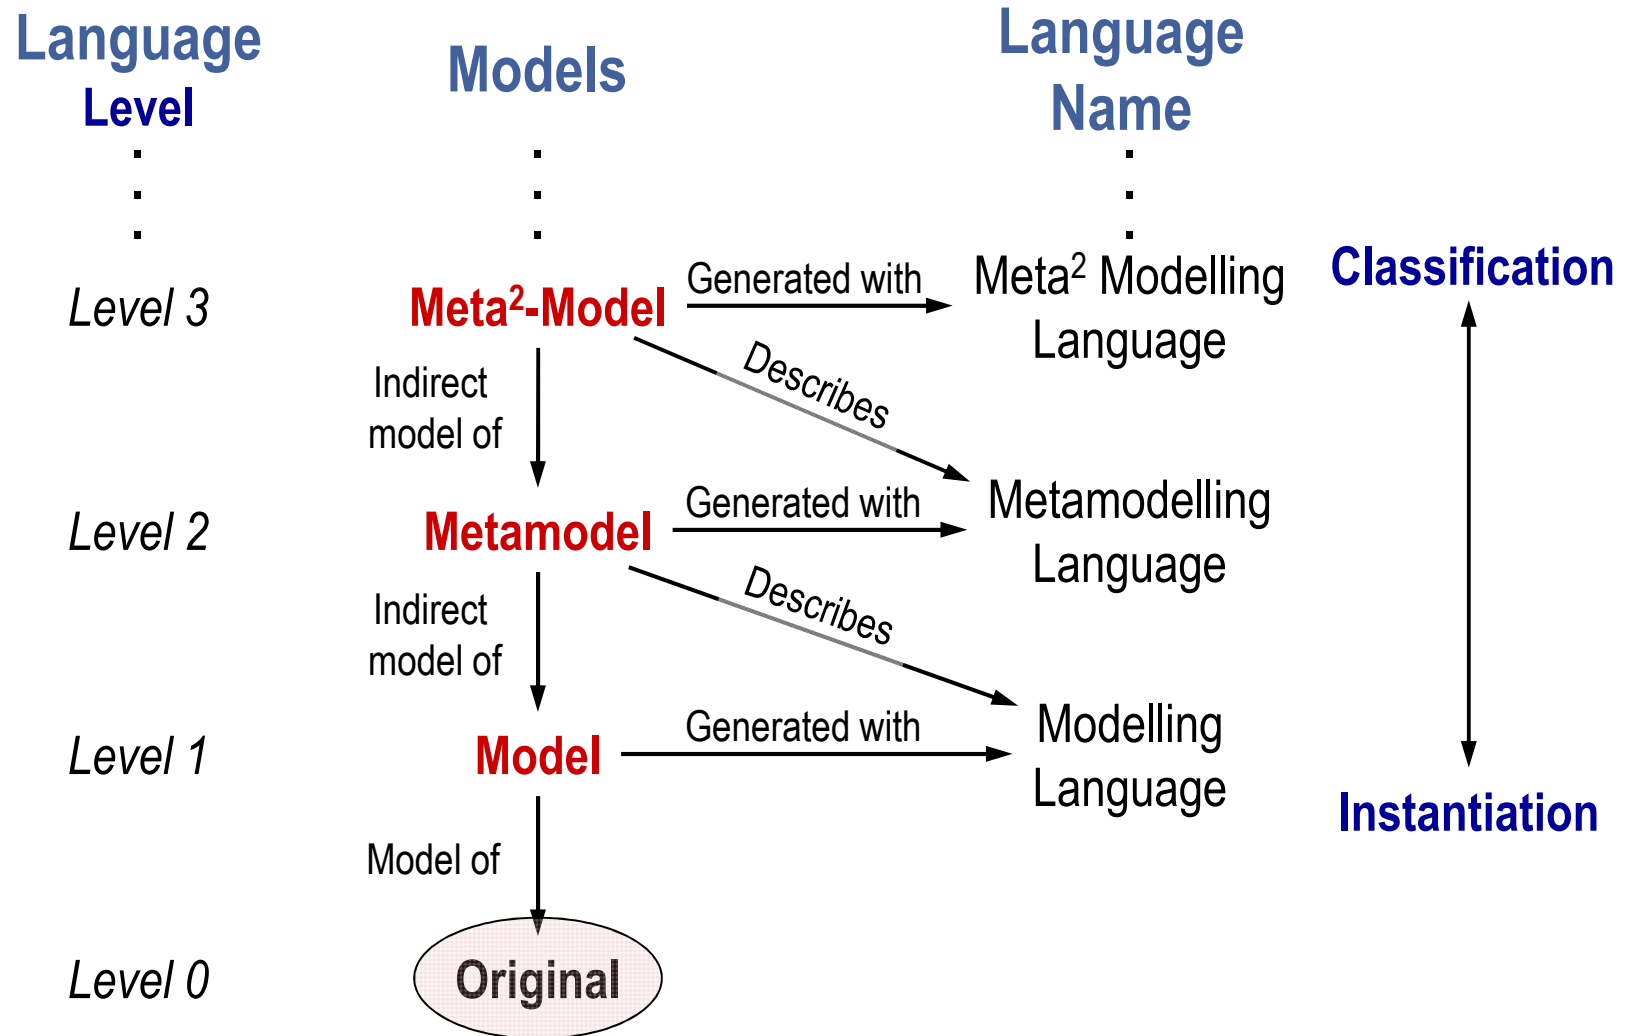 Language
Level
Models
Language
Name
Level 3
Meta²-Model
Generated with
Meta² Modelling
Language
Classification
Indirect
model of
Describes
Level 2
Metamodel
Generated with
Metamodelling
Language
Indirect
model of
Describes
Level 1
Model
Generated with
Modelling
Language
Instantiation
Model of
Level 0
Original